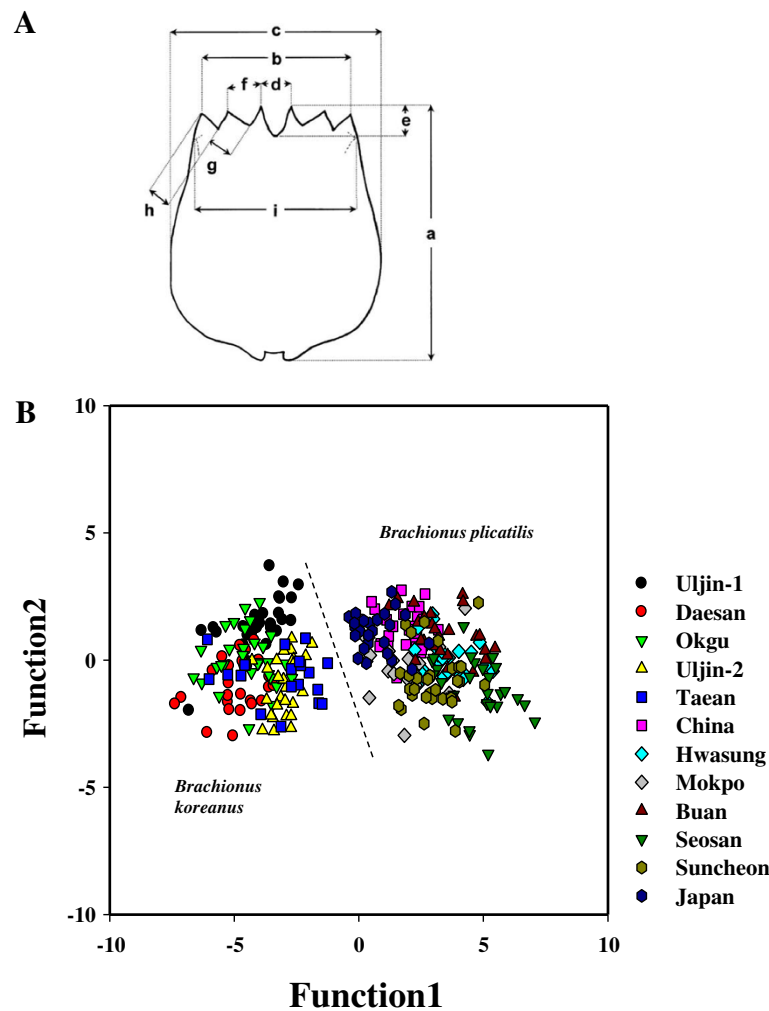 A
c
b
f d
e
g
h
i
a
B
10
5
0
-5
-10
Function2
Brachionus plicatilis
Brachionus
koreanus
-10 -5 0 5 10
Function1
Uljin-1
Daesan
Okgu
Uljin-2
Taean
China
Hwasung
Mokpo
Buan
Seosan
Suncheon
Japan